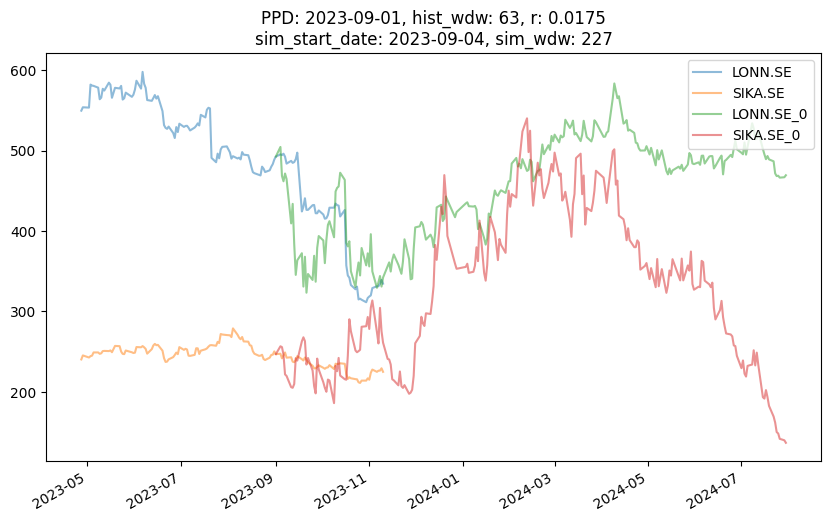 PPD: 2023-09-01, hist_wdw: 63, r: 0.0175
sim_start_date: 2023-09-04, sim_wdw: 227
LONN.SE
SIKA.SE
LONN.SE_0
SIKA.SE_0
600
500
400
300
200
2023-05
2023-07
2023-09
2023-11
2024-01
2024-03
2024-05
2024-07